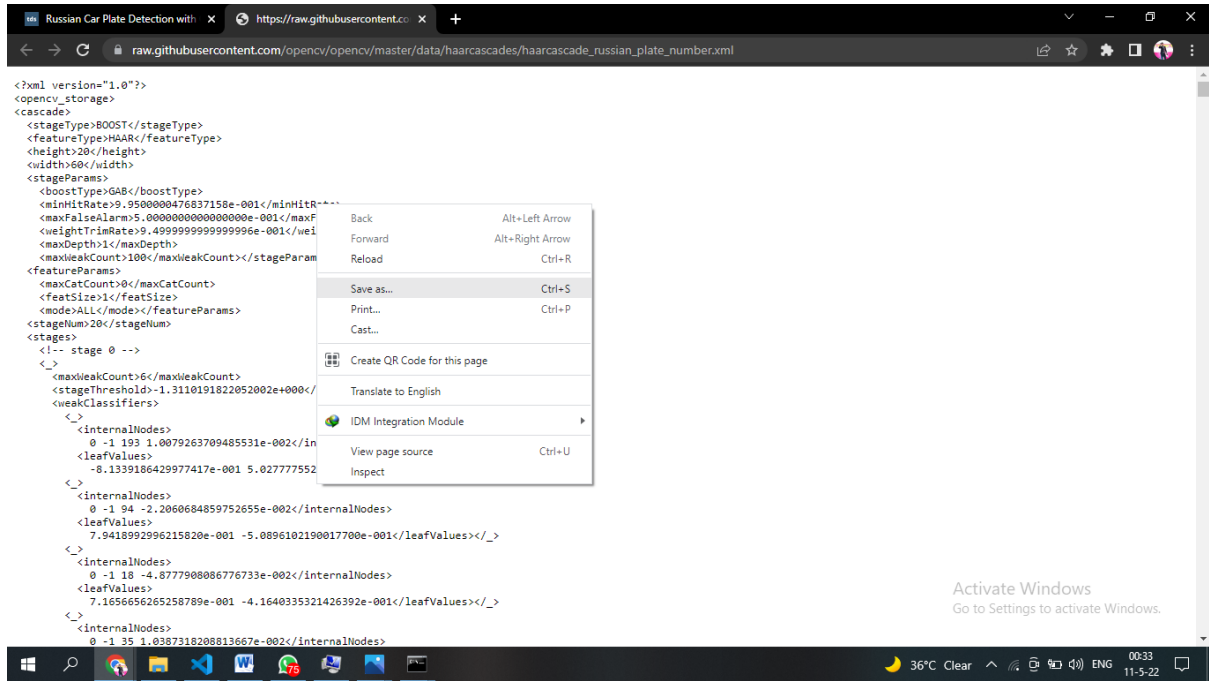 tds Russian Car Plate Detection with
https://raw.githubusercontent.co
raw.githubusercontent.com/opencv/opencv/master/data/haarcascades/haarcascade_russian_plate_number.xml
<?xml version="1.0"?>
<opencv_storage>
<cascade>
<stageType>BOOST</stageType>
<featureType>HAAR</featureType>
<height>20</height>
<width>60</width>
<stageParams>
<boostType>GAB</boostType>
<minHitRate>9.9500000476837158e-001</minHitRate>
<maxFalseAlarm>5.0000000000000000e-001</maxF
<weightTrimRate>9.4999999999999996e-001</wei
<maxDepth>1</maxDepth>
<maxWeakCount>100</maxWeakCount></stageParam
<featureParams>
<maxCatCount>0</maxCatCount>
<featSize>1</featSize>
<mode>ALL</mode></featureParams>
<stageNum>20</stageNum>
<stages>
<!-- stage 0 -->
<_>
<maxWeakCount>6</maxWeakCount>
<stageThreshold>-1.3110191822052002e+000</
<weakClassifiers>
<_>
<internalNodes>
0 -1 193 1.0079263709485531e-002</in
<leafValues>
-8.1339186429977417e-001 5.027777552
<_>
<internalNodes>
0 -1 94 -2.2060684859752655e-002</internalNodes>
<leafValues>
7.9418992996215820e-001 -5.0896102190017700e-001</leafValues></_>
<_>
<internalNodes>
0 -1 18 -4.8777908086776733e-002</internalNodes>
<leafValues>
7.1656656265258789e-001 -4.1640335321426392e-001</leafValues></_>
<_>
<internalNodes>
0 -1 35 1.0387318208813667e-002</internalNodes>
Back Alt+Left Arrow
Forward Alt+Right Arrow
Reload Ctrl+R
Save as... Ctrl+S
Print... Ctrl+P
Cast...
Create QR Code for this page
Translate to English
IDM Integration Module
View page source Ctrl+U
Inspect
Activate Windows
Go to Settings to activate Windows.
75
36°C Clear
ENG
00:33
11-5-22